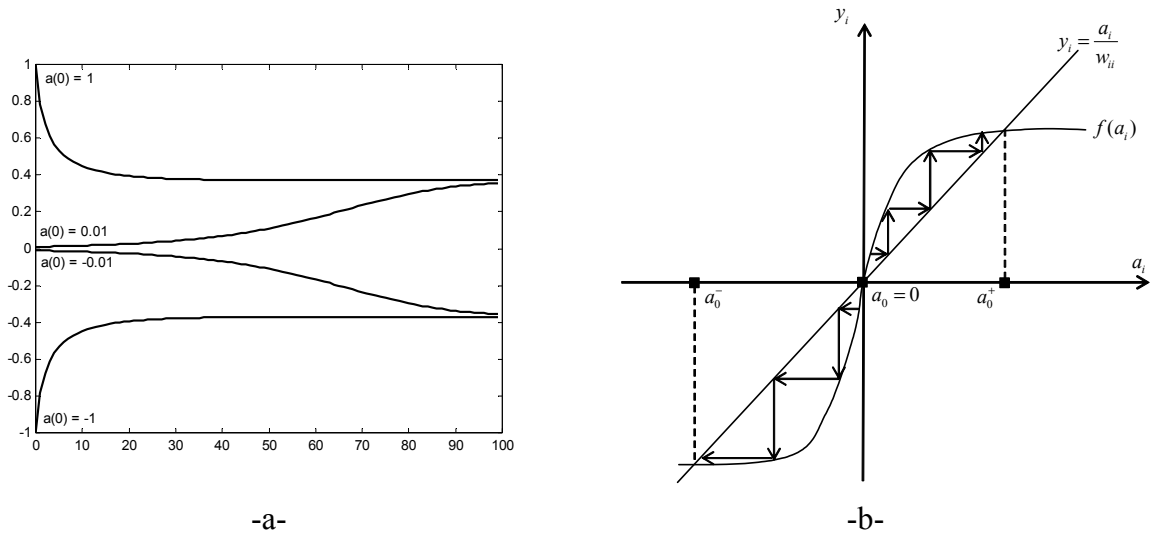 1
0.8
0.6
0.4
0.2
0
-0.2
-0.4
-0.6
-0.8
-1
a(0) = 1
a(0) = 0.01
a(0) = -0.01
a(0) = -1
0 10 20 30 40 50 60 70 80 90 100
-a-
y_i
y_i = a_i / w_ii
f(a_i)
a_i
a_0^-
a_0 = 0
a_0^+
-b-